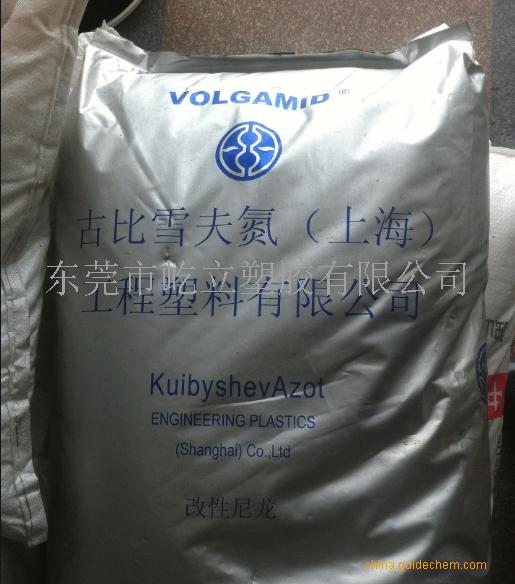 VOLGAMID ®
古比雪夫氮（上海）
东莞市屹立塑胶有限公司
工程塑料有限公司
KuibyshevAzot
ENGINEERING PLASTICS
(Shanghai) Co.,Ltd
改性尼龙
china.guidechem.com